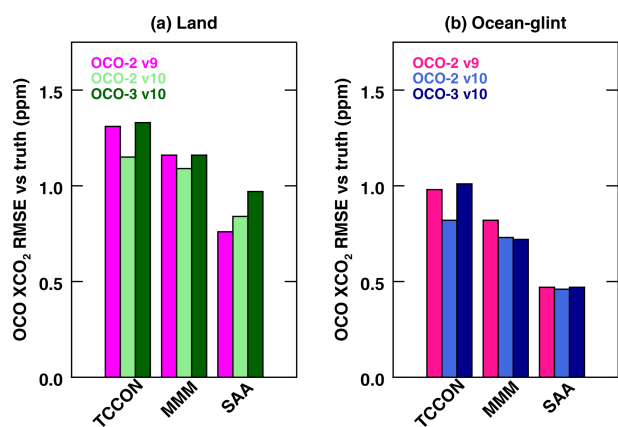 (a) Land
OCO XCO2 RMSE vs truth (ppm)
OCO-2 v9
OCO-2 v10
OCO-3 v10
1.5
1.0
0.5
0.0
TCCON
MMM
SAA
(b) Ocean-glint
OCO XCO2 RMSE vs truth (ppm)
OCO-2 v9
OCO-2 v10
OCO-3 v10
1.5
1.0
0.5
0.0
TCCON
MMM
SAA